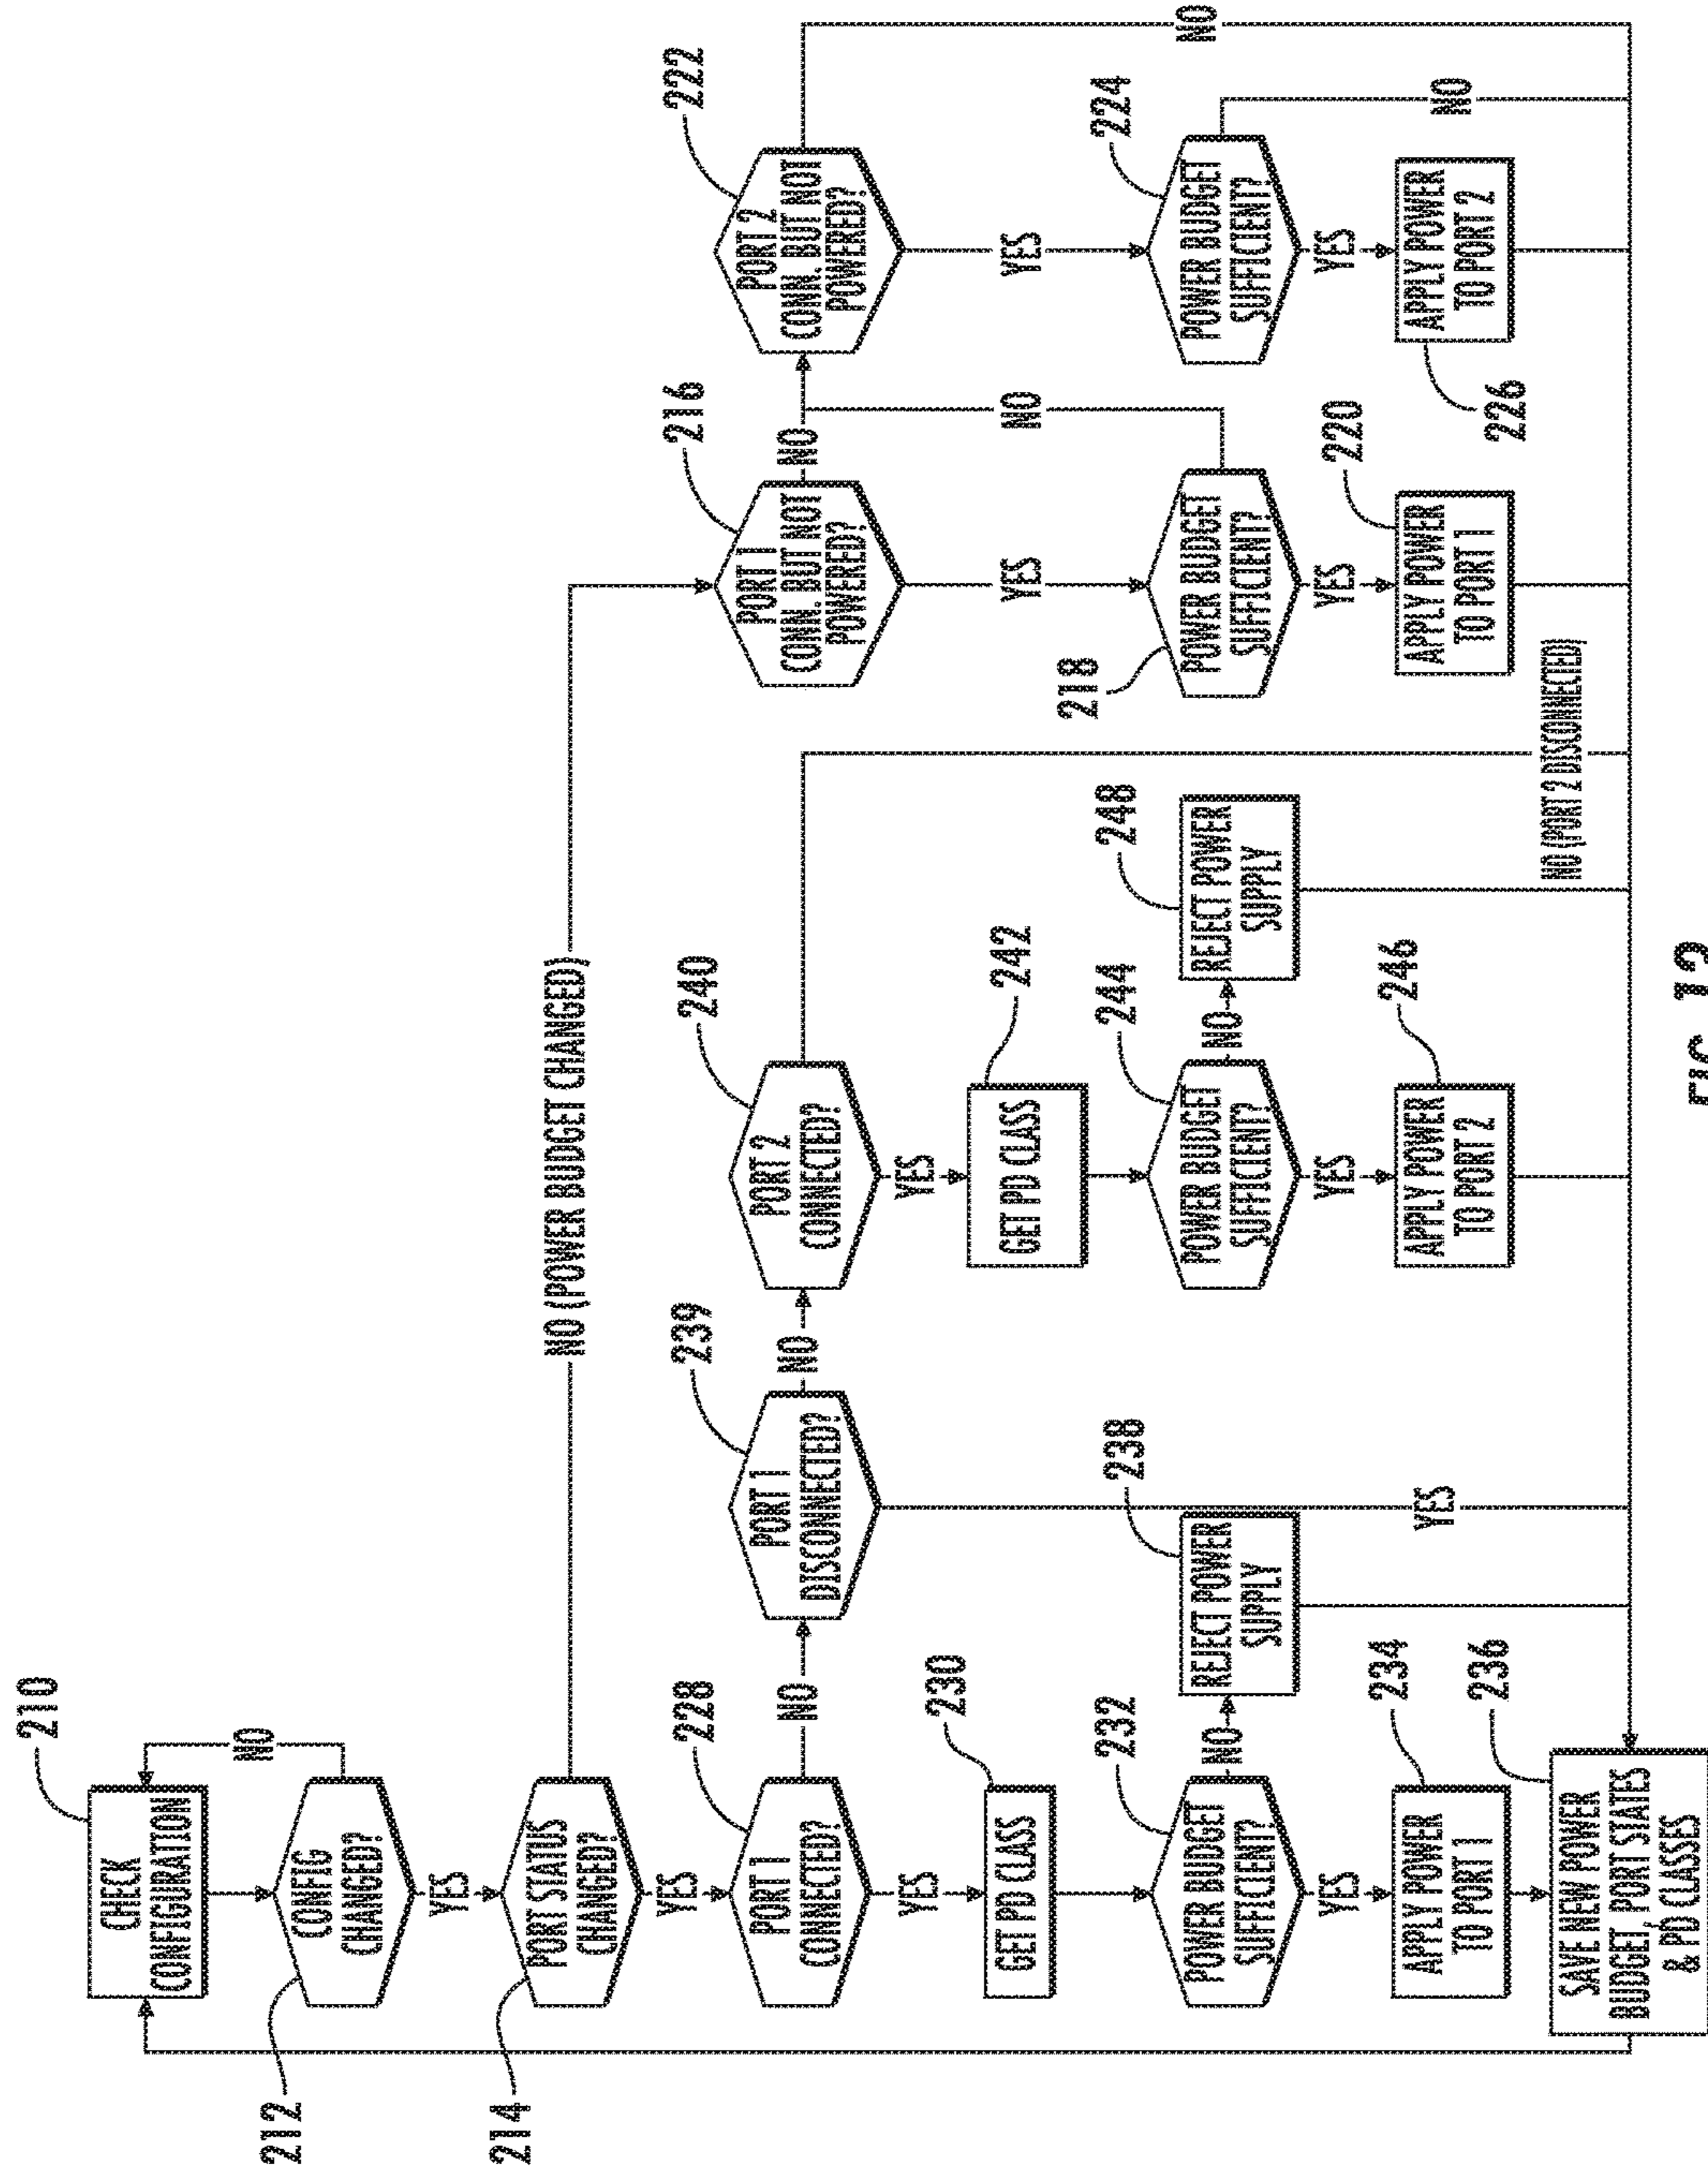 210
CHECK
CONFIGURATION
NO
212
CONFIG
CHANGED?
YES
214
PORT STATUS
CHANGED?
NO (POWER BUDGET CHANGED)
YES
228
PORT 1
CONNECTED?
NO
239
PORT 1
DISCONNECTED?
NO
240
PORT 2
CONNECTED?
216
PORT 1
CONN. BUT NOT
POWERED?
NO
222
PORT 2
CONN. BUT NOT
POWERED?
YES
230
GET PD CLASS
YES
242
GET PD CLASS
YES
NO
YES
232
POWER BUDGET
SUFFICIENT?
NO
238
REJECT POWER
SUPPLY
244
POWER BUDGET
SUFFICIENT?
NO
248
REJECT POWER
SUPPLY
218
POWER BUDGET
SUFFICIENT?
224
POWER BUDGET
SUFFICIENT?
NO
YES
YES
YES
YES
234
APPLY POWER
TO PORT 1
YES
246
APPLY POWER
TO PORT 2
220
APPLY POWER
TO PORT 1
226
APPLY POWER
TO PORT 2
NO
236
SAVE NEW POWER
BUDGET, PORT STATES
& PD CLASSES
NO (PORT 2 DISCONNECTED)